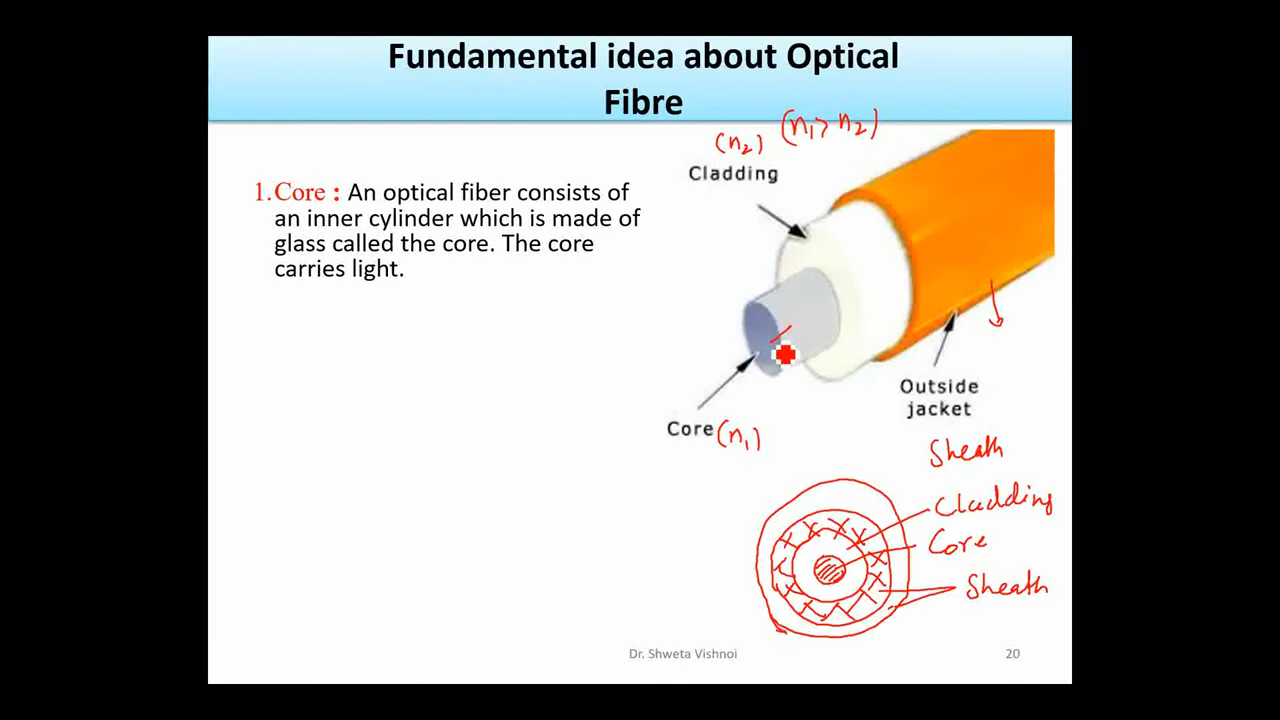 Fundamental idea about Optical
Fibre
(n₂) (n₁> n₂)
Cladding
1. Core : An optical fiber consists of
an inner cylinder which is made of
glass called the core. The core
carries light.
Outside
jacket
Core (n₁)
Sheath
Cladding
Core
Sheath
Dr. Shweta Vishnoi
20